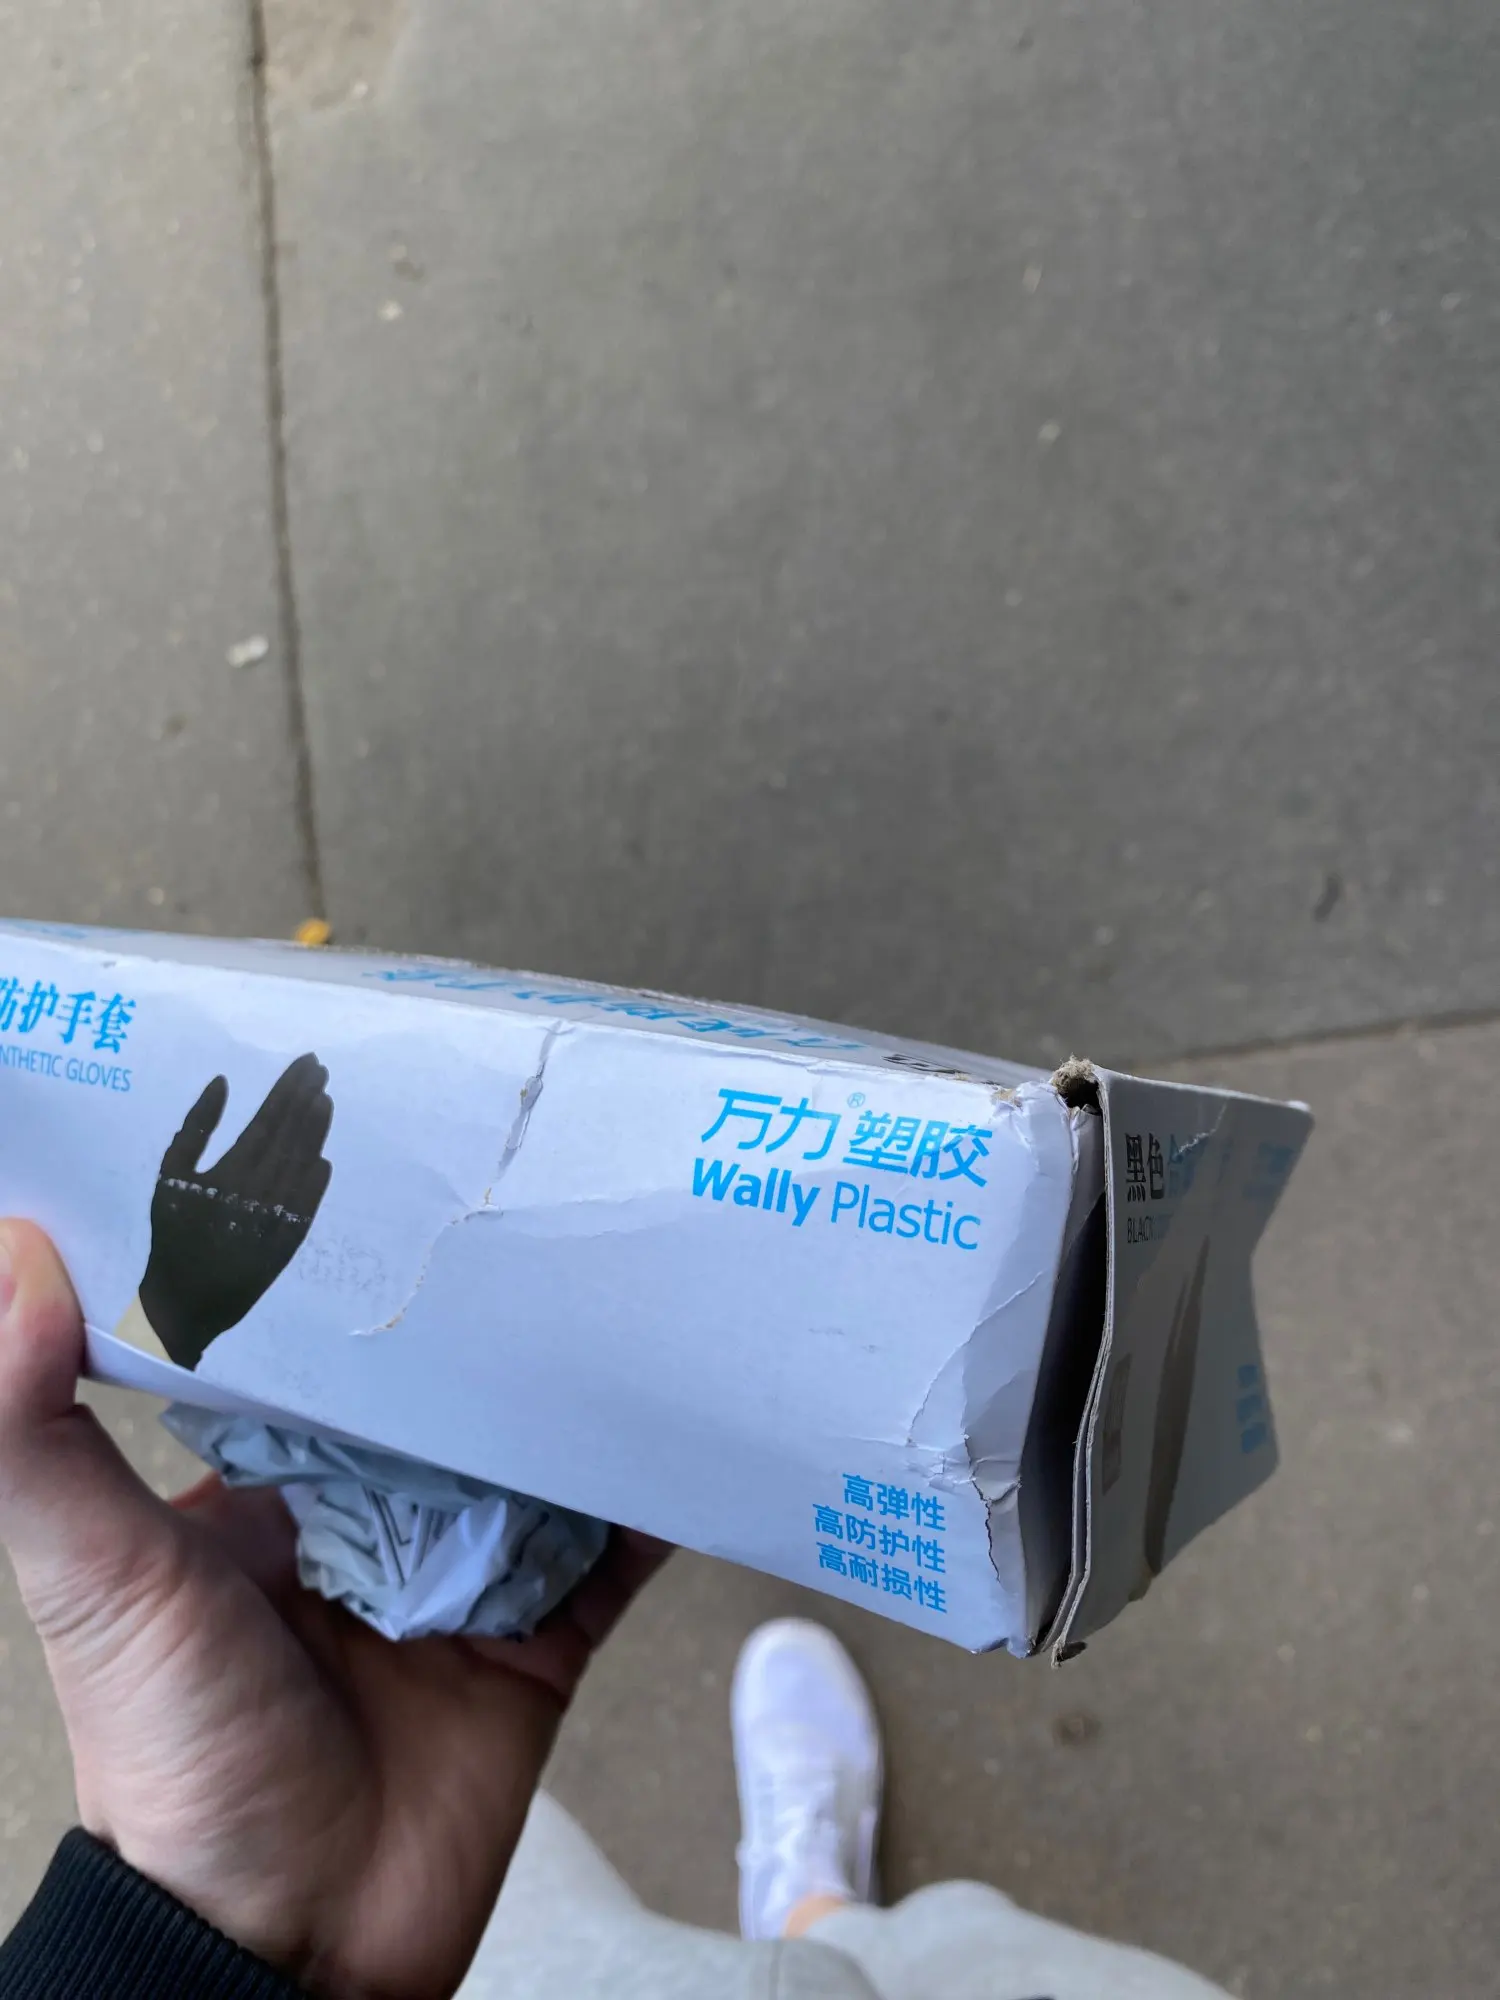 防护手套
NTHETIC GLOVES
万力®塑胶
Wally Plastic
高弹性
高防护性
高耐损性
黑色
BLAC